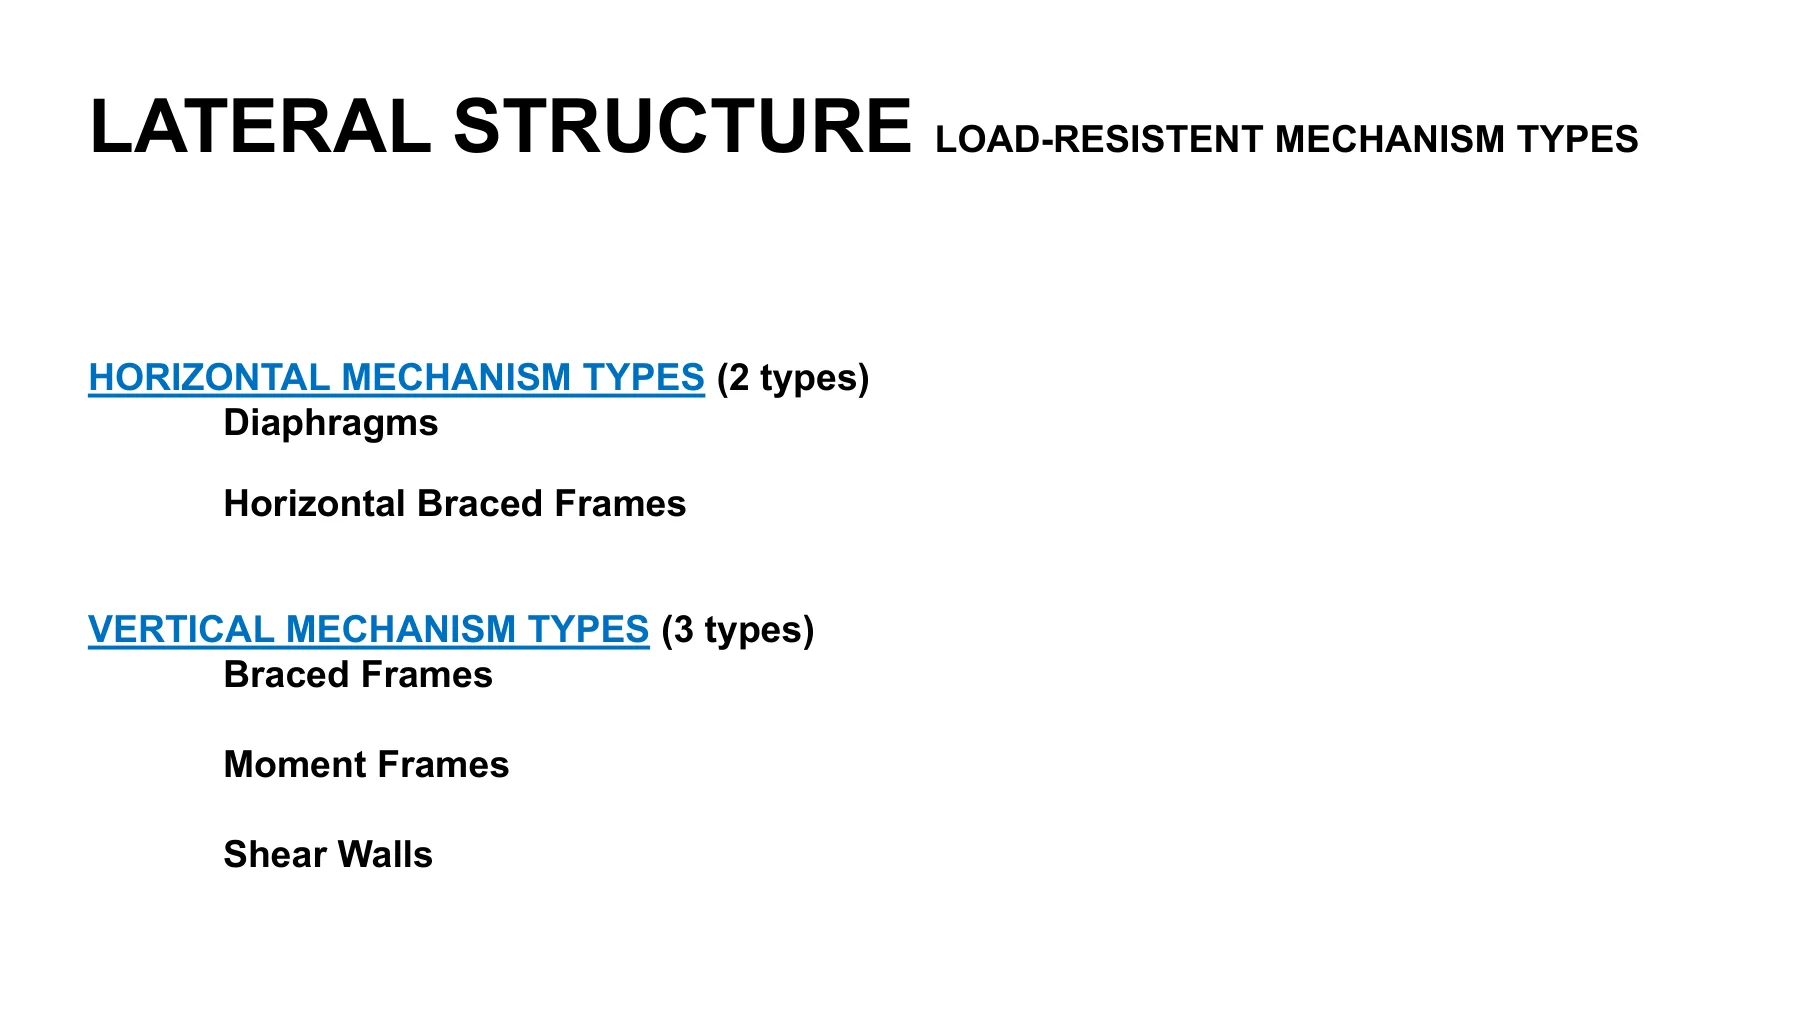 LATERAL STRUCTURE LOAD-RESISTENT MECHANISM TYPES
HORIZONTAL MECHANISM TYPES (2 types)
Diaphragms
Horizontal Braced Frames
VERTICAL MECHANISM TYPES (3 types)
Braced Frames
Moment Frames
Shear Walls